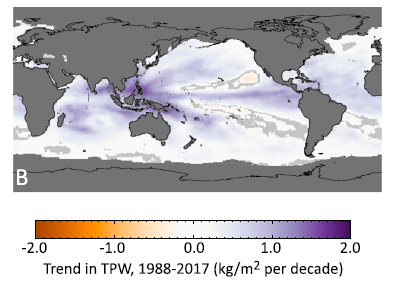 B
-2.0 -1.0 0.0 1.0 2.0
Trend in TPW, 1988-2017 (kg/m² per decade)